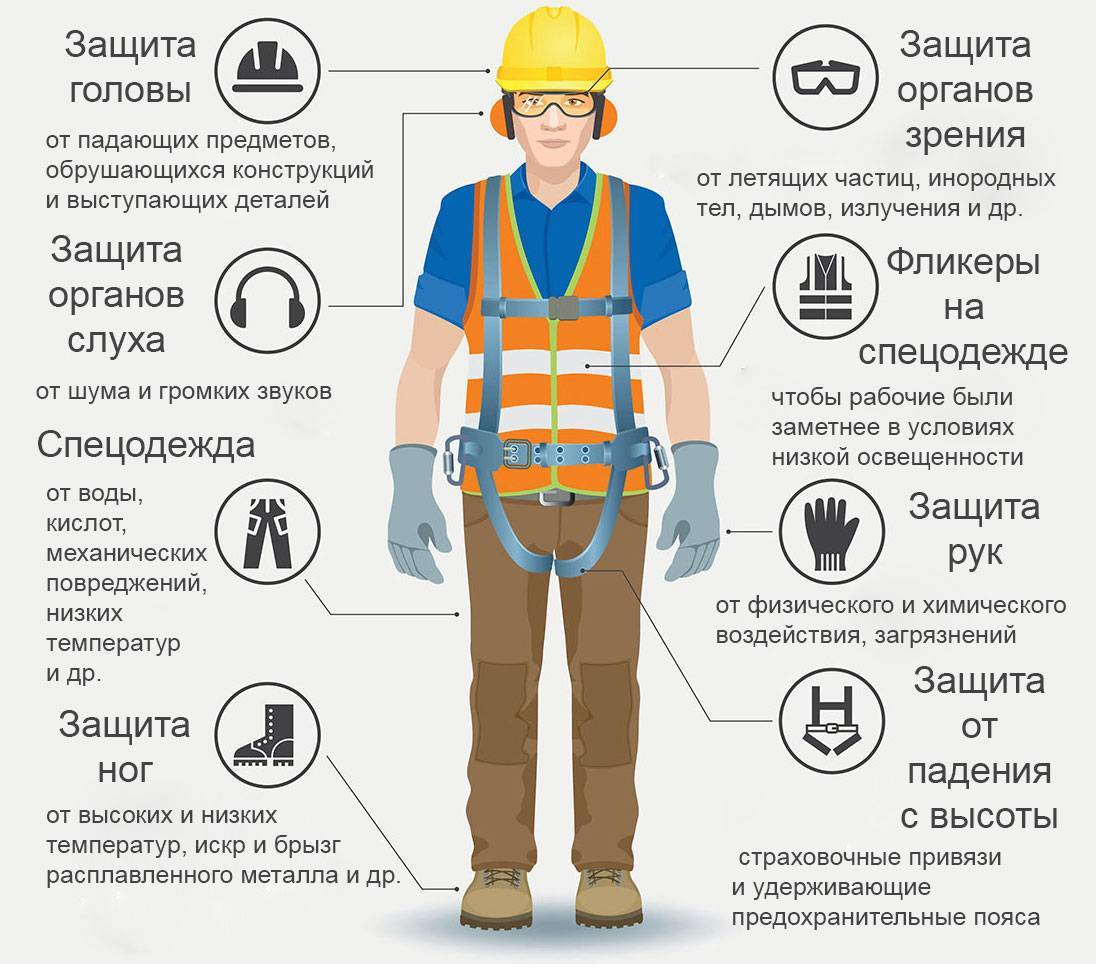 Защита
головы
от падающих предметов,
обрушающихся конструкций
и выступающих деталей
Защита
органов
слуха
от шума и громких звуков
Спецодежда
от воды,
кислот,
механических
повреджений,
низких
температур
и др.
Защита
ног
от высоких и низких
температур, искр и брызг
расплавленного металла и др.
Защита
органов
зрения
от летящих частиц, инородных
тел, дымов, излучения и др.
Фликеры
на
спецодежде
чтобы рабочие были
заметнее в условиях
низкой освещенности
Защита
рук
от физического и химического
воздействия, загрязнений
Защита
от
падения
с высоты
страховочные привязи
и удерживающие
предохранительные пояса